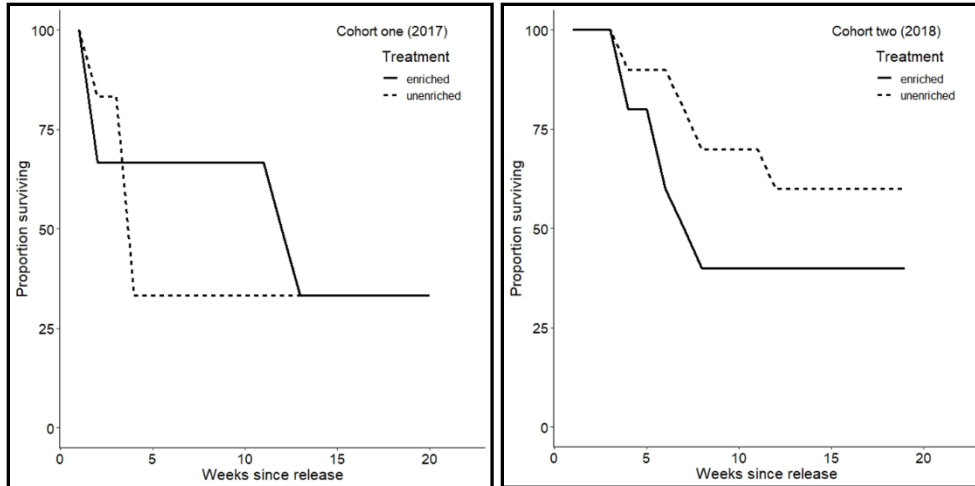 Cohort one (2017)
Treatment
enriched
unenriched
Proportion surviving
100
75
50
25
0
0 5 10 15 20
Weeks since release
Cohort two (2018)
Treatment
enriched
unenriched
Proportion surviving
100
75
50
25
0
0 5 10 15 20
Weeks since release